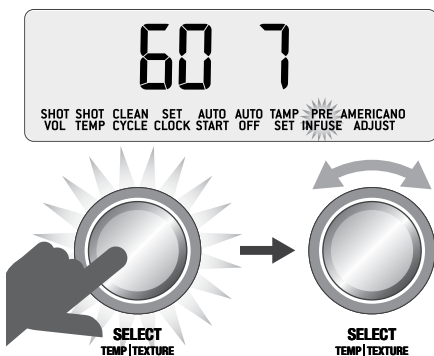 60 7
SHOT SHOT CLEAN SET AUTO AUTO TAMP PRE AMERICANO
VOL TEMP CYCLE CLOCK START OFF SET INFUSE ADJUST
SELECT
TEMP|TEXTURE
SELECT
TEMP|TEXTURE